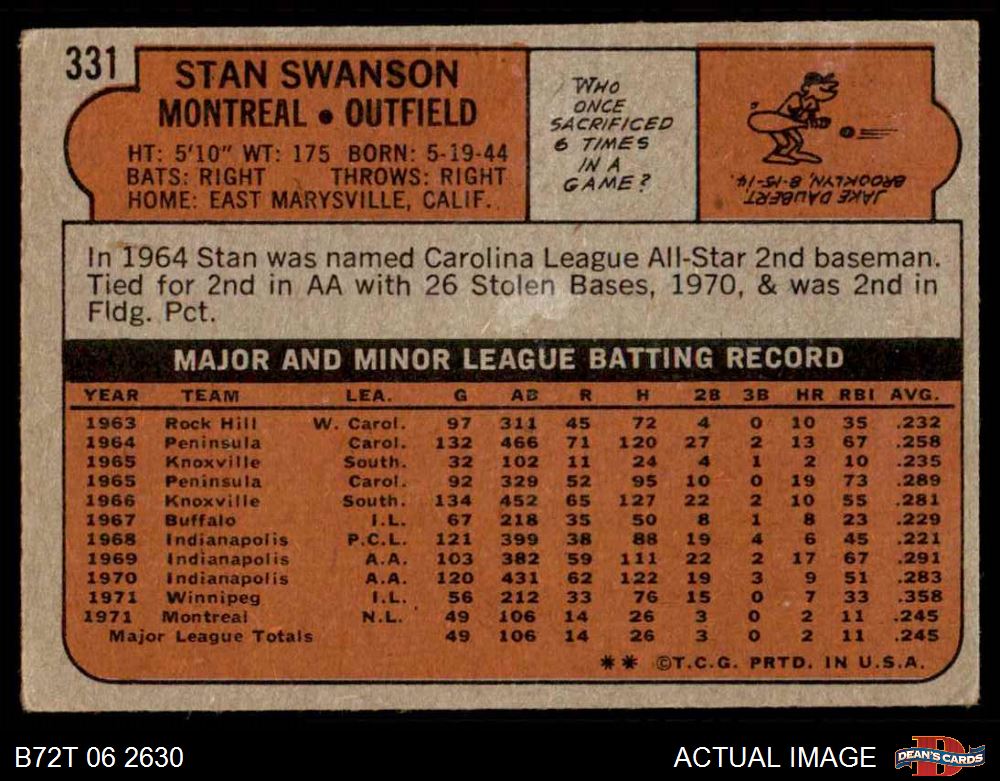 331
STAN SWANSON
MONTREAL • OUTFIELD
HT: 5'10" WT: 175 BORN: 5-19-44
BATS: RIGHT THROWS: RIGHT
HOME: EAST MARYSVILLE, CALIF.
WHO
ONCE
SACRIFICED
6 TIMES
IN A
GAME?
JAKE DAUBERT
BROOKLYN, 8-15-14.
In 1964 Stan was named Carolina League All-Star 2nd baseman.
Tied for 2nd in AA with 26 Stolen Bases, 1970, & was 2nd in
Fldg. Pct.
MAJOR AND MINOR LEAGUE BATTING RECORD
YEAR TEAM LEA. G AB R H 2B 3B HR RBI AVG.
1963 Rock Hill W. Carol. 97 311 45 72 4 0 10 35 .232
1964 Peninsula Carol. 132 466 71 120 27 2 13 67 .258
1965 Knoxville South. 32 102 11 24 4 1 2 10 .235
1965 Peninsula Carol. 92 329 52 95 10 0 19 73 .289
1966 Knoxville South. 134 452 65 127 22 2 10 55 .281
1967 Buffalo I.L. 67 218 35 50 8 1 8 23 .229
1968 Indianapolis P.C.L. 121 399 38 88 19 4 6 45 .221
1969 Indianapolis A.A. 103 382 59 111 22 2 17 67 .291
1970 Indianapolis A.A. 120 431 62 122 19 3 9 51 .283
1971 Winnipeg I.L. 56 212 33 76 15 0 7 33 .358
1971 Montreal N.L. 49 106 14 26 3 0 2 11 .245
Major League Totals 49 106 14 26 3 0 2 11 .245
** ©T.C.G. PRTD. IN U.S.A.
B72T 06 2630
ACTUAL IMAGE
D
DEAN'S CARDS